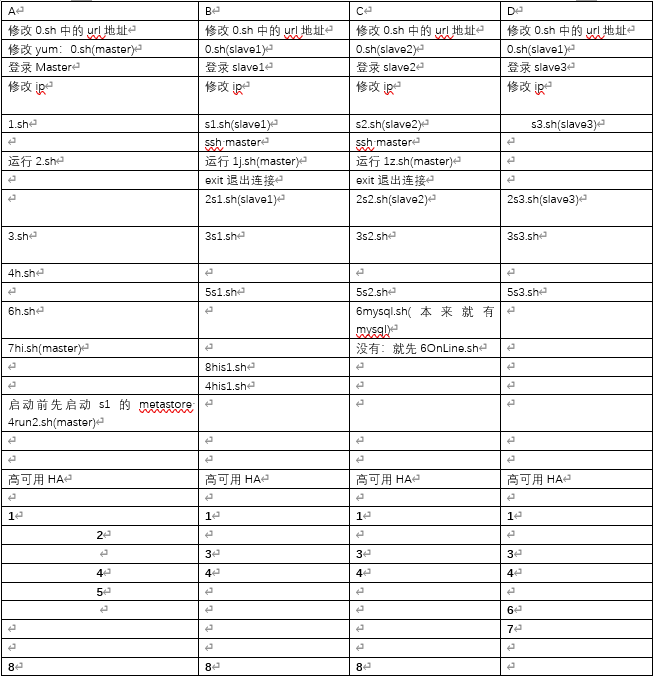 A B C D
修改 0.sh 中的 url 地址 修改 0.sh 中的 url 地址 修改 0.sh 中的 url 地址 修改 0.sh 中的 url 地址
修改 yum：0.sh(master) 0.sh(slave1) 0.sh(slave2) 0.sh(slave1)
登录 Master 登录 slave1 登录 slave2 登录 slave3
修改 ip 修改 ip 修改 ip 修改 ip
1.sh s1.sh(slave1) s2.sh(slave2) s3.sh(slave3)
ssh master ssh master
运行 2.sh 运行 1j.sh(master) 运行 1z.sh(master)
exit 退出连接 exit 退出连接
2s1.sh(slave1) 2s2.sh(slave2) 2s3.sh(slave3)
3.sh 3s1.sh 3s2.sh 3s3.sh
4h.sh
5s1.sh 5s2.sh 5s3.sh
6h.sh 6mysql.sh( 本 来 就 有
mysql)
7hi.sh(master) 没有：就先 6OnLine.sh
8his1.sh
4his1.sh
启动前先启动 s1 的 metastore
4run2.sh(master)
高可用 HA 高可用 HA 高可用 HA 高可用 HA
1 1 1 1
2
3 3 3
4 4 4 4
5
6
7
8 8 8